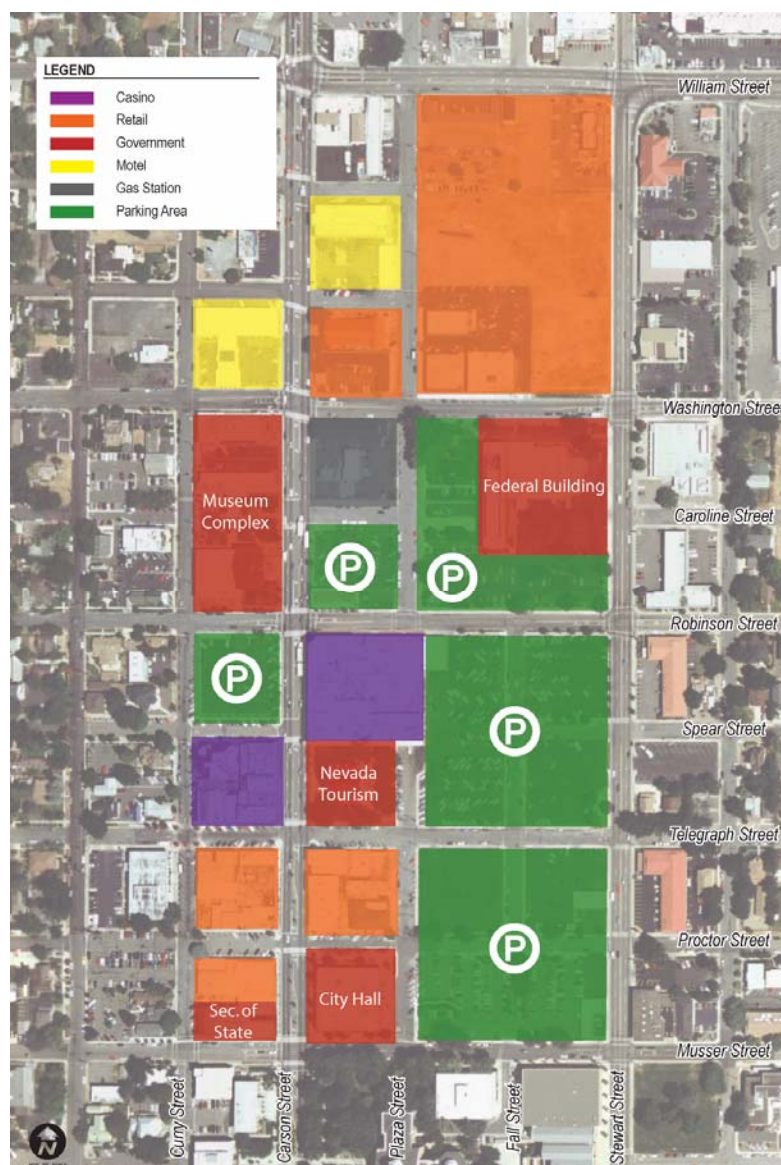 LEGEND
Casino
Retail
Government
Motel
Gas Station
Parking Area
William Street
Washington Street
Museum
Complex
Federal Building
Caroline Street
P
P
Robinson Street
P
Spear Street
P
Nevada
Tourism
Telegraph Street
Proctor Street
P
Sec. of
State
City Hall
Musser Street
Curry Street
Carson Street
Plaza Street
Fall Street
Stewart Street
N